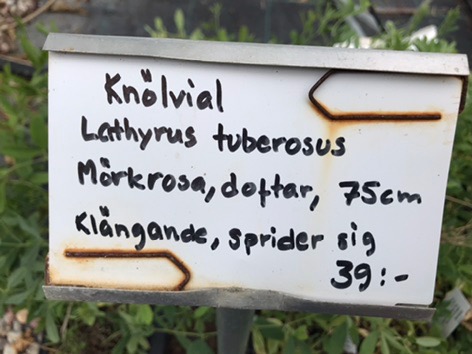 Knölvial
Lathyrus tuberosus
Mörkrosa, doftar, 75cm
Klängande, sprider sig
39:-